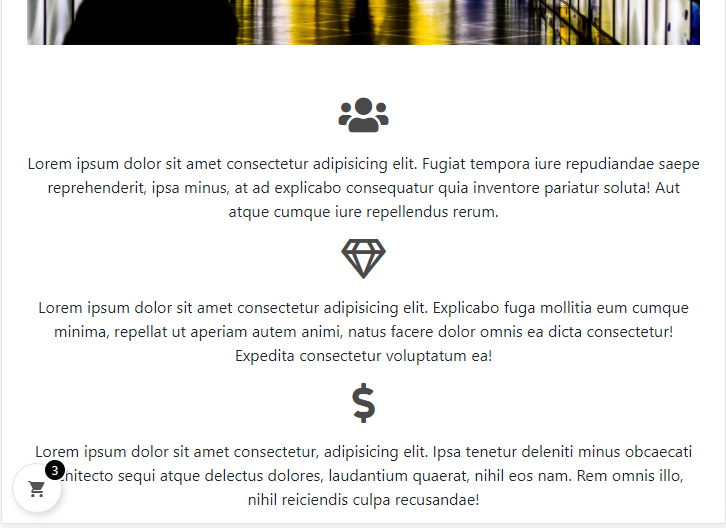 Lorem ipsum dolor sit amet consectetur adipisicing elit. Fugiat tempora iure repudiandae saepe
reprehenderit, ipsa minus, at ad explicabo consequatur quia inventore pariatur soluta! Aut
atque cumque iure repellendus rerum.
Lorem ipsum dolor sit amet consectetur adipisicing elit. Explicabo fuga mollitia eum cumque
minima, repellat ut aperiam autem animi, natus facere dolor omnis ea dicta consectetur!
Expedita consectetur voluptatum ea!
Lorem ipsum dolor sit amet consectetur, adipisicing elit. Ipsa tenetur deleniti minus obcaecati
3
sequi atque delectus dolores, laudantium quaerat, nihil eos nam. Rem omnis illo,
nihil reiciendis culpa recusandae!